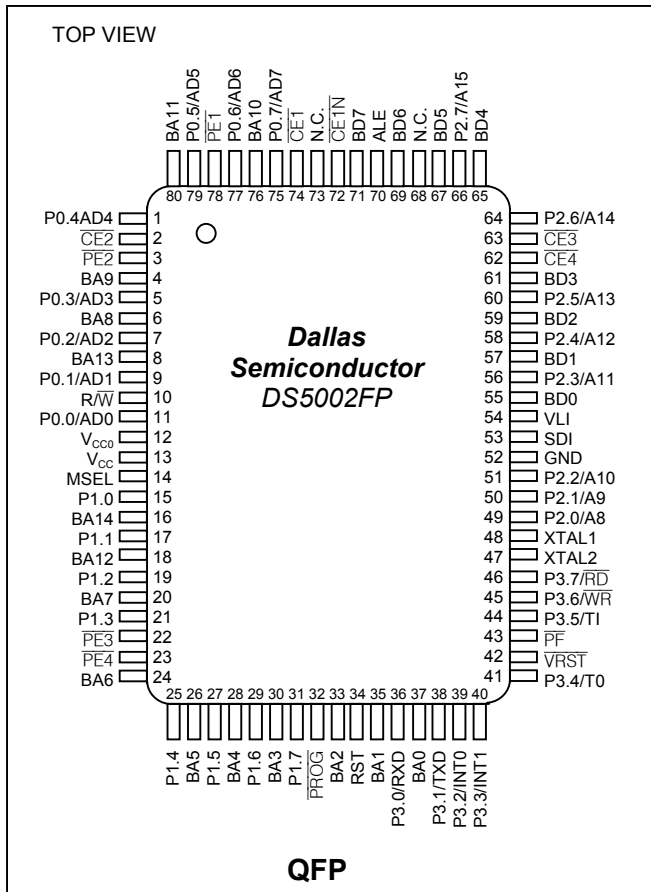 TOP VIEW
BA11
P0.5/AD5
PE1
P0.6/AD6
BA10
P0.7/AD7
CE1
N.C.
CE1N
BD7
ALE
BD6
N.C.
BD5
P2.7/A15
BD4
80 79 78 77 76 75 74 73 72 71 70 69 68 67 66 65
P0.4AD4 1
CE2 2
PE2 3
BA9 4
P0.3/AD3 5
BA8 6
P0.2/AD2 7
BA13 8
P0.1/AD1 9
R/W 10
P0.0/AD0 11
VCC0 12
VCC 13
MSEL 14
P1.0 15
BA14 16
P1.1 17
BA12 18
P1.2 19
BA7 20
P1.3 21
PE3 22
PE4 23
BA6 24
Dallas
Semiconductor
DS5002FP
64 P2.6/A14
63 CE3
62 CE4
61 BD3
60 P2.5/A13
59 BD2
58 P2.4/A12
57 BD1
56 P2.3/A11
55 BD0
54 VLI
53 SDI
52 GND
51 P2.2/A10
50 P2.1/A9
49 P2.0/A8
48 XTAL1
47 XTAL2
46 P3.7/RD
45 P3.6/WR
44 P3.5/TI
43 PF
42 VRST
41 P3.4/T0
25 26 27 28 29 30 31 32 33 34 35 36 37 38 39 40
P1.4
BA5
P1.5
BA4
P1.6
BA3
P1.7
PROG
BA2
RST
BA1
P3.0/RXD
BA0
P3.1/TXD
P3.2/INT0
P3.3/INT1
QFP